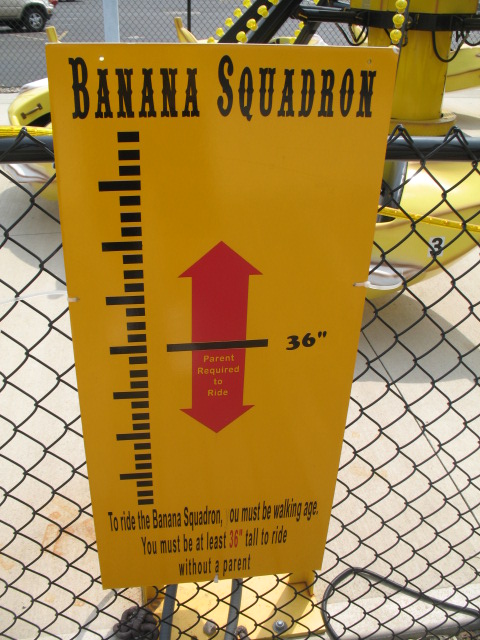 BANANA SQUADRON
36"
Parent
Required
to
Ride
To ride the Banana Squadron, ou must be walking age.
You must be at least 36" tall to ride
without a parent
3